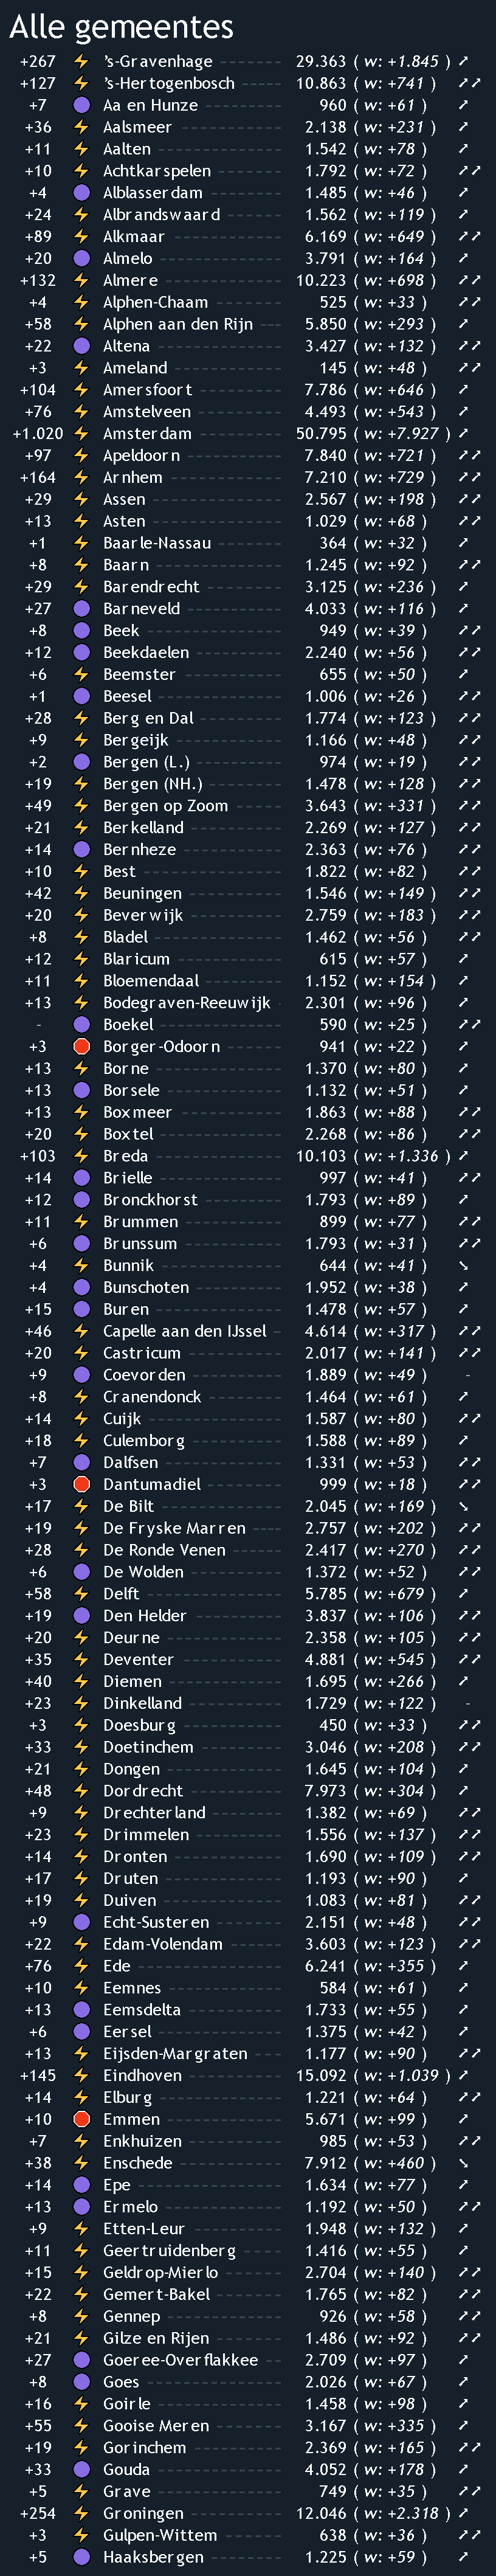 Alle gemeentes
+267 ⚡ 's-Gravenhage 29.363 ( w: +1.845 ) ➚
+127 ⚡ 's-Hertogenbosch 10.863 ( w: +741 ) ➚➚
+7 Aa en Hunze 960 ( w: +61 ) ➚
+36 ⚡ Aalsmeer 2.138 ( w: +231 ) ➚
+11 ⚡ Aalten 1.542 ( w: +78 ) ➚
+10 ⚡ Achtkarspelen 1.792 ( w: +72 ) ➚➚
+4 Alblasserdam 1.485 ( w: +46 ) ➚
+24 ⚡ Albrandswaard 1.562 ( w: +119 ) ➚
+89 ⚡ Alkmaar 6.169 ( w: +649 ) ➚➚
+20 Almelo 3.791 ( w: +164 ) ➚
+132 ⚡ Almere 10.223 ( w: +698 ) ➚➚
+4 ⚡ Alphen-Chaam 525 ( w: +33 ) ➚➚
+58 ⚡ Alphen aan den Rijn 5.850 ( w: +293 ) ➚
+22 Altena 3.427 ( w: +132 ) ➚➚
+3 ⚡ Ameland 145 ( w: +48 ) ➚➚
+104 ⚡ Amersfoort 7.786 ( w: +646 ) ➚
+76 ⚡ Amstelveen 4.493 ( w: +543 ) ➚
+1.020 ⚡ Amsterdam 50.795 ( w: +7.927 ) ➚
+97 ⚡ Apeldoorn 7.840 ( w: +721 ) ➚➚
+164 ⚡ Arnhem 7.210 ( w: +729 ) ➚➚
+29 ⚡ Assen 2.567 ( w: +198 ) ➚➚
+13 ⚡ Asten 1.029 ( w: +68 ) ➚➚
+1 ⚡ Baarle-Nassau 364 ( w: +32 ) ➚
+8 ⚡ Baarn 1.245 ( w: +92 ) ➚➚
+29 ⚡ Barendrecht 3.125 ( w: +236 ) ➚
+27 Barneveld 4.033 ( w: +116 ) ➚
+8 Beek 949 ( w: +39 ) ➚➚
+12 Beekdaelen 2.240 ( w: +56 ) ➚➚
+6 ⚡ Beemster 655 ( w: +50 ) ➚
+1 Beesel 1.006 ( w: +26 ) ➚➚
+28 ⚡ Berg en Dal 1.774 ( w: +123 ) ➚➚
+9 ⚡ Bergeijk 1.166 ( w: +48 ) ➚➚
+2 Bergen (L.) 974 ( w: +19 ) ➚➚
+19 ⚡ Bergen (NH.) 1.478 ( w: +128 ) ➚➚
+49 ⚡ Bergen op Zoom 3.643 ( w: +331 ) ➚➚
+21 ⚡ Berkelland 2.269 ( w: +127 ) ➚➚
+14 Bernheze 2.363 ( w: +76 ) ➚➚
+10 ⚡ Best 1.822 ( w: +82 ) ➚➚
+42 ⚡ Beuningen 1.546 ( w: +149 ) ➚➚
+20 ⚡ Beverwijk 2.759 ( w: +183 ) ➚➚
+8 ⚡ Bladel 1.462 ( w: +56 ) ➚➚
+12 ⚡ Blaricum 615 ( w: +57 ) ➚
+11 ⚡ Bloemendaal 1.152 ( w: +154 ) ➚
+13 ⚡ Bodegraven-Reeuwijk 2.301 ( w: +96 ) ➚
- Boekel 590 ( w: +25 ) ➚➚
+3 Borger-Odoorn 941 ( w: +22 ) ➚
+13 ⚡ Borne 1.370 ( w: +80 ) ➚
+13 Borsele 1.132 ( w: +51 ) ➚
+13 ⚡ Boxmeer 1.863 ( w: +88 ) ➚➚
+20 ⚡ Boxtel 2.268 ( w: +86 ) ➚➚
+103 ⚡ Breda 10.103 ( w: +1.336 ) ➚
+14 Brielle 997 ( w: +41 ) ➚➚
+12 Bronckhorst 1.793 ( w: +89 ) ➚
+11 ⚡ Brummen 899 ( w: +77 ) ➚➚
+6 Brunssum 1.793 ( w: +31 ) ➚➚
+4 ⚡ Bunnik 644 ( w: +41 ) ➘
+4 Bunschoten 1.952 ( w: +38 ) ➚
+15 Buren 1.478 ( w: +57 ) ➚
+46 ⚡ Capelle aan den IJssel 4.614 ( w: +317 ) ➚➚
+20 ⚡ Castricum 2.017 ( w: +141 ) ➚➚
+9 Coevorden 1.889 ( w: +49 ) -
+8 ⚡ Cranendonck 1.464 ( w: +61 ) ➚
+14 ⚡ Cuijk 1.587 ( w: +80 ) ➚➚
+18 ⚡ Culemborg 1.588 ( w: +89 ) ➚
+7 Dalfsen 1.331 ( w: +53 ) ➚➚
+3 Dantumadiel 999 ( w: +18 ) ➚➚
+17 ⚡ De Bilt 2.045 ( w: +169 ) ➘
+19 ⚡ De Fryske Marren 2.757 ( w: +202 ) ➚➚
+28 ⚡ De Ronde Venen 2.417 ( w: +270 ) ➚➚
+6 De Wolden 1.372 ( w: +52 ) ➚➚
+58 ⚡ Delft 5.785 ( w: +679 ) ➚
+19 Den Helder 3.837 ( w: +106 ) ➚➚
+20 ⚡ Deurne 2.358 ( w: +105 ) ➚➚
+35 ⚡ Deventer 4.881 ( w: +545 ) ➚➚
+40 ⚡ Diemen 1.695 ( w: +266 ) ➚
+23 ⚡ Dinkelland 1.729 ( w: +122 ) -
+3 ⚡ Doesburg 450 ( w: +33 ) ➚➚
+33 ⚡ Doetinchem 3.046 ( w: +208 ) ➚➚
+21 ⚡ Dongen 1.645 ( w: +104 ) ➚
+48 ⚡ Dordrecht 7.973 ( w: +304 ) ➚
+9 ⚡ Drechterland 1.382 ( w: +69 ) ➚➚
+23 ⚡ Drimmelen 1.556 ( w: +137 ) ➚➚
+14 ⚡ Dronten 1.690 ( w: +109 ) ➚➚
+17 ⚡ Druten 1.193 ( w: +90 ) ➚
+19 ⚡ Duiven 1.083 ( w: +81 ) ➚➚
+9 Echt-Susteren 2.151 ( w: +48 ) ➚➚
+22 ⚡ Edam-Volendam 3.603 ( w: +123 ) ➚➚
+76 ⚡ Ede 6.241 ( w: +355 ) ➚
+10 ⚡ Eemnes 584 ( w: +61 ) ➚
+13 Eemsdelta 1.733 ( w: +55 ) ➚
+6 Eersel 1.375 ( w: +42 ) ➚
+13 ⚡ Eijsden-Margraten 1.177 ( w: +90 ) ➚➚
+145 ⚡ Eindhoven 15.092 ( w: +1.039 ) ➚
+14 ⚡ Elburg 1.221 ( w: +64 ) ➚➚
+10 Emmen 5.671 ( w: +99 ) ➚
+7 ⚡ Enkhuizen 985 ( w: +53 ) ➚➚
+38 ⚡ Enschede 7.912 ( w: +460 ) ➘
+14 Epe 1.634 ( w: +77 ) ➚
+13 Ermelo 1.192 ( w: +50 ) ➚➚
+9 ⚡ Etten-Leur 1.948 ( w: +132 ) ➚
+11 ⚡ Geertruidenberg 1.416 ( w: +55 ) ➚
+15 ⚡ Geldrop-Mierlo 2.704 ( w: +140 ) ➚➚
+22 ⚡ Gemert-Bakel 1.765 ( w: +82 ) ➚➚
+8 ⚡ Gennep 926 ( w: +58 ) ➚➚
+21 ⚡ Gilze en Rijen 1.486 ( w: +92 ) ➚➚
+27 Goeree-Overflakkee 2.709 ( w: +97 ) ➚
+8 Goes 2.026 ( w: +67 ) ➚
+16 ⚡ Goirle 1.458 ( w: +98 ) ➚
+55 ⚡ Gooise Meren 3.167 ( w: +335 ) ➚
+19 ⚡ Gorinchem 2.369 ( w: +165 ) ➚➚
+33 Gouda 4.052 ( w: +178 ) ➚
+5 ⚡ Grave 749 ( w: +35 ) ➚➚
+254 ⚡ Groningen 12.046 ( w: +2.318 ) ➚
+3 ⚡ Gulpen-Wittem 638 ( w: +36 ) ➚➚
+5 Haaksbergen 1.225 ( w: +59 ) ➚